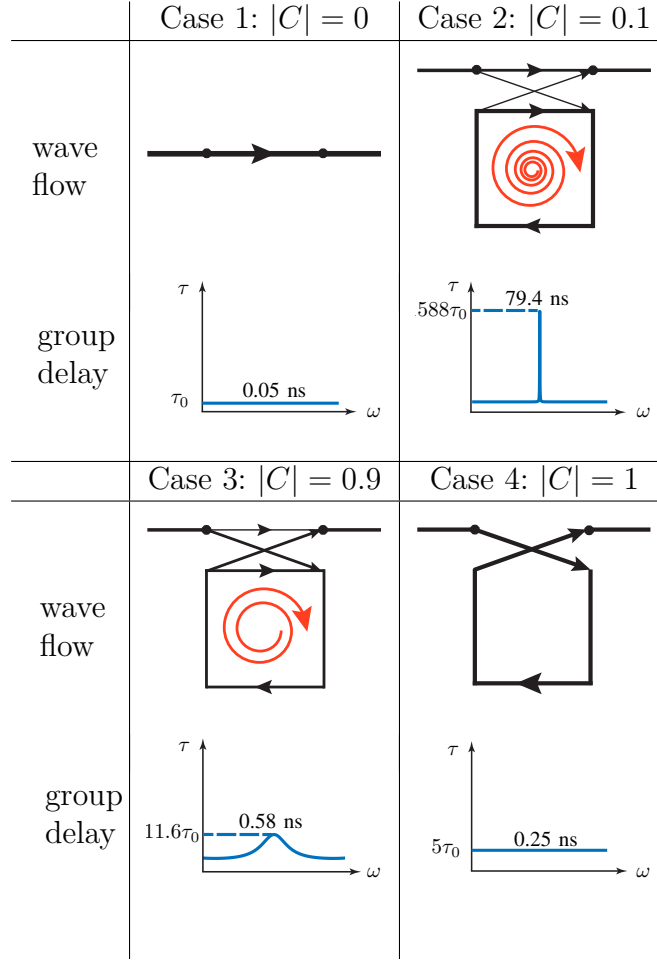 Case 1: |C| = 0
Case 2: |C| = 0.1
wave
flow
group
delay
τ
τ₀
0.05 ns
ω
τ
.588τ₀
79.4 ns
ω
Case 3: |C| = 0.9
Case 4: |C| = 1
wave
flow
group
delay
τ
11.6τ₀
0.58 ns
ω
τ
5τ₀
0.25 ns
ω